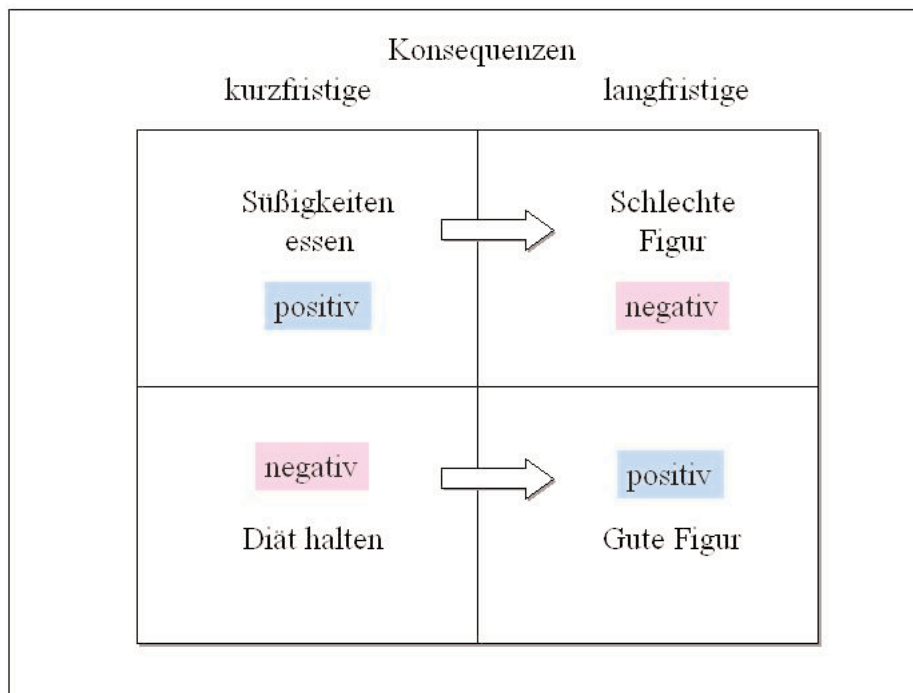 Konsequenzen
kurzfristige langfristige
Süßigkeiten
essen
positiv
Schlechte
Figur
negativ
negativ
Diät halten
positiv
Gute Figur